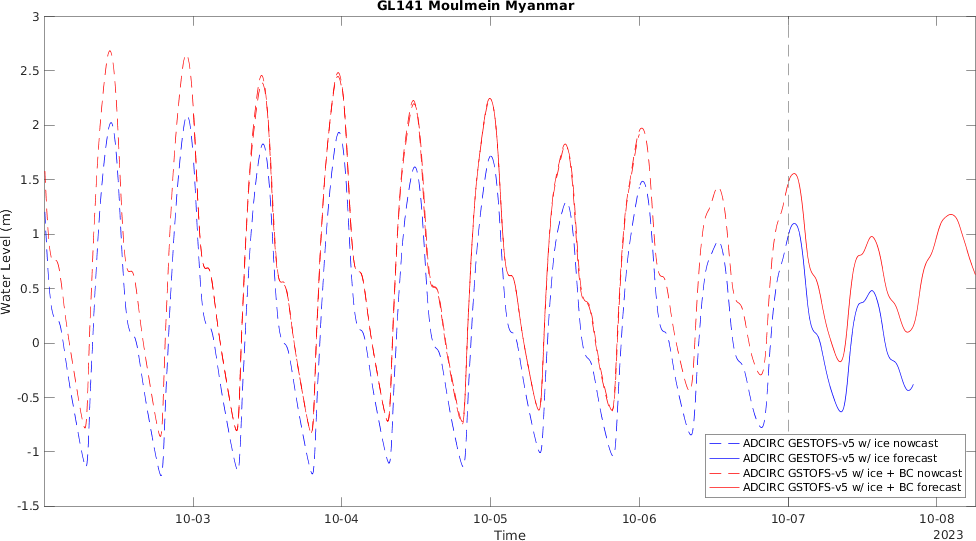 GL141 Moulmein Myanmar
3
2.5
2
1.5
1
0.5
0
-0.5
-1
-1.5
Water Level (m)
10-03
10-04
10-05
10-06
10-07
10-08
Time
2023
ADCIRC GESTOFS-v5 w/ ice nowcast
ADCIRC GESTOFS-v5 w/ ice forecast
ADCIRC GSTOFS-v5 w/ ice + BC nowcast
ADCIRC GSTOFS-v5 w/ ice + BC forecast